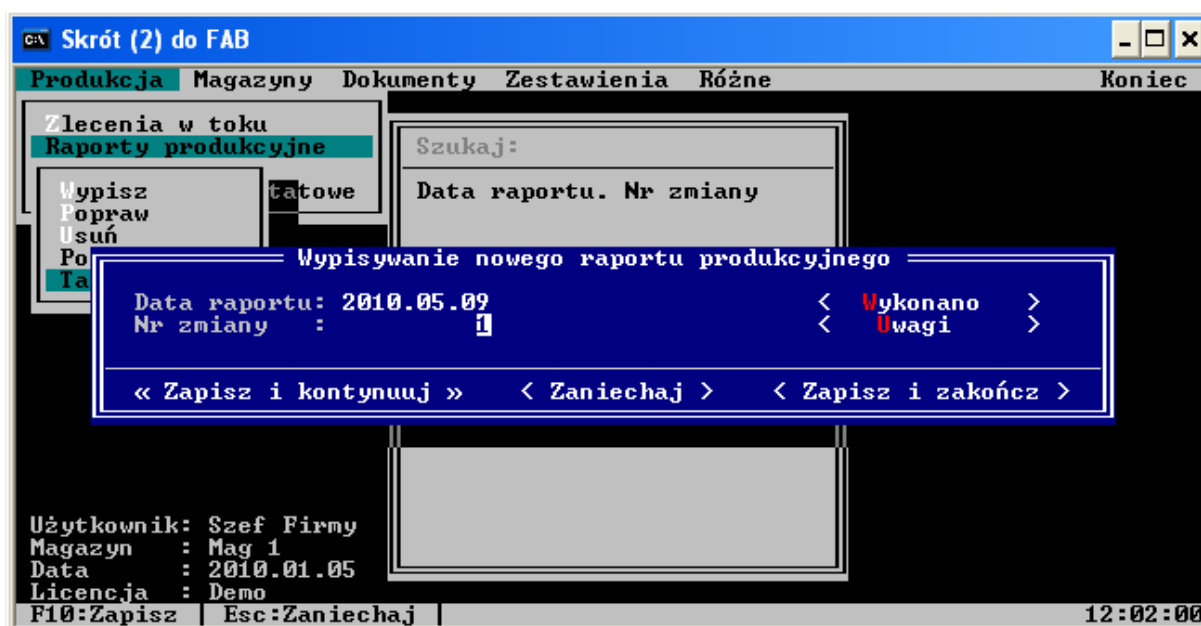 Skrót (2) do FAB
Produkcja Magazyny Dokumenty Zestawienia Różne Koniec
Zlecenia w toku
Raporty produkcyjne
Szukaj:
Wypisz
tatowe
Data raportu. Nr zmiany
Popraw
Usuń
Po
Ta
Wypisywanie nowego raportu produkcyjnego
Data raportu: 2010.05.09 < Wykonano >
Nr zmiany : 1 < Uwagi >
« Zapisz i kontynuuj » < Zaniechaj > < Zapisz i zakończ >
Użytkownik: Szef Firmy
Magazyn : Mag 1
Data : 2010.01.05
Licencja : Demo
F10:Zapisz | Esc:Zaniechaj | 12:02:00